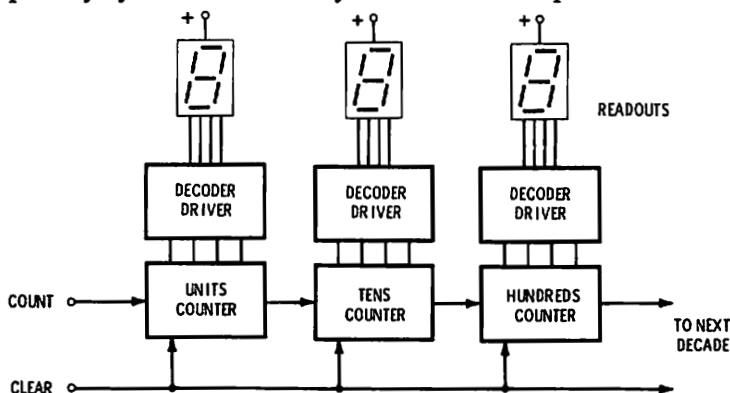 +
+
+
READOUTS
DECODER
DRIVER
DECODER
DRIVER
DECODER
DRIVER
COUNT
UNITS
COUNTER
TENS
COUNTER
HUNDREDS
COUNTER
TO NEXT
DECADE
CLEAR